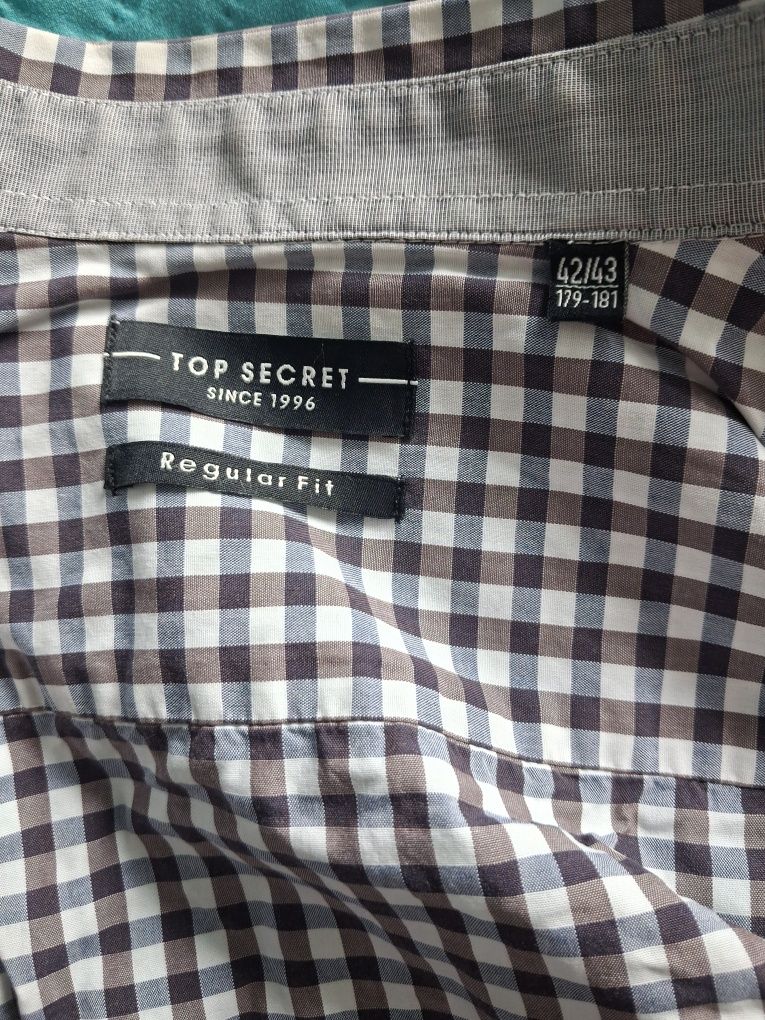 42/43
179-181
TOP SECRET
SINCE 1996
Regular Fit